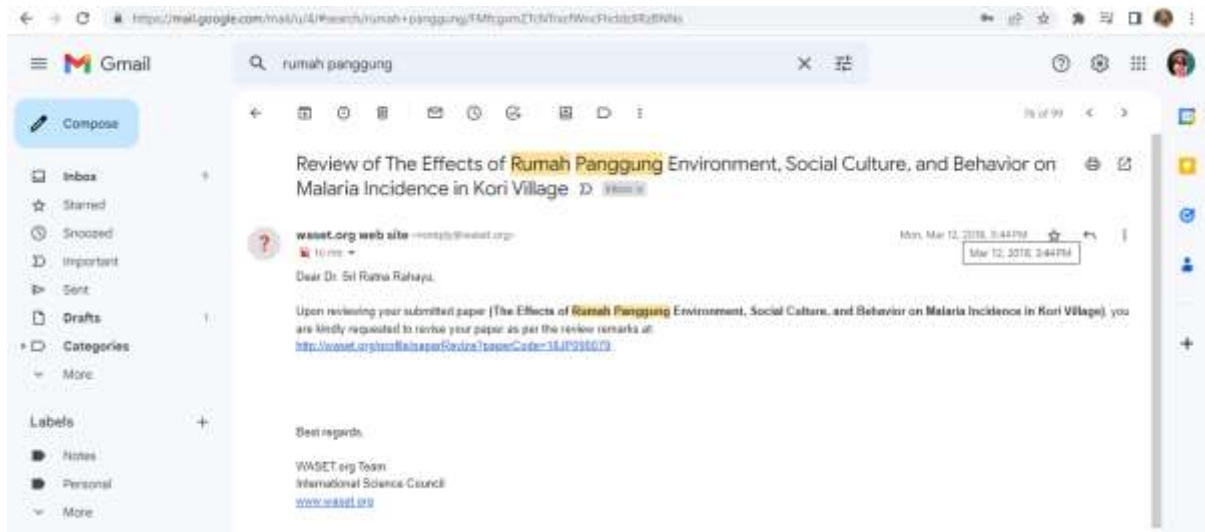 Gmail
rumah panggung
Compose
Inbox
Starred
Snoozed
Important
Sent
Drafts
Categories
More
Labels
Notes
Personal
More
of 99
Review of The Effects of Rumah Panggung Environment, Social Culture, and Behavior on
Malaria Incidence in Kori Village
waset.org web site
to me
Mon, Mar 12, 2018, 3:44 PM
Mar 12, 2018, 3:44 PM
Dear Dr. Sri Ratna Rahayu,
Upon reviewing your submitted paper (The Effects of Rumah Panggung Environment, Social Culture, and Behavior on Malaria Incidence in Kori Village), you
are kindly requested to revise your paper as per the review remarks at:
Best regards,
WASET.org Team
International Science Council
www.waset.org